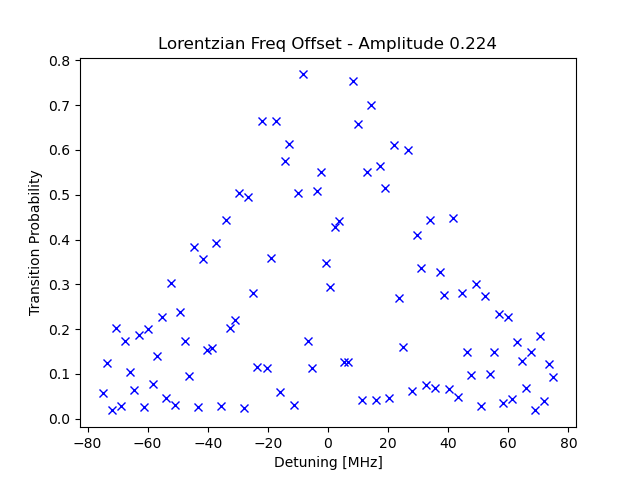 Lorentzian Freq Offset - Amplitude 0.224
0.8
0.7
0.6
0.5
0.4
0.3
0.2
0.1
0.0
Transition Probability
−80 −60 −40 −20 0 20 40 60 80
Detuning [MHz]